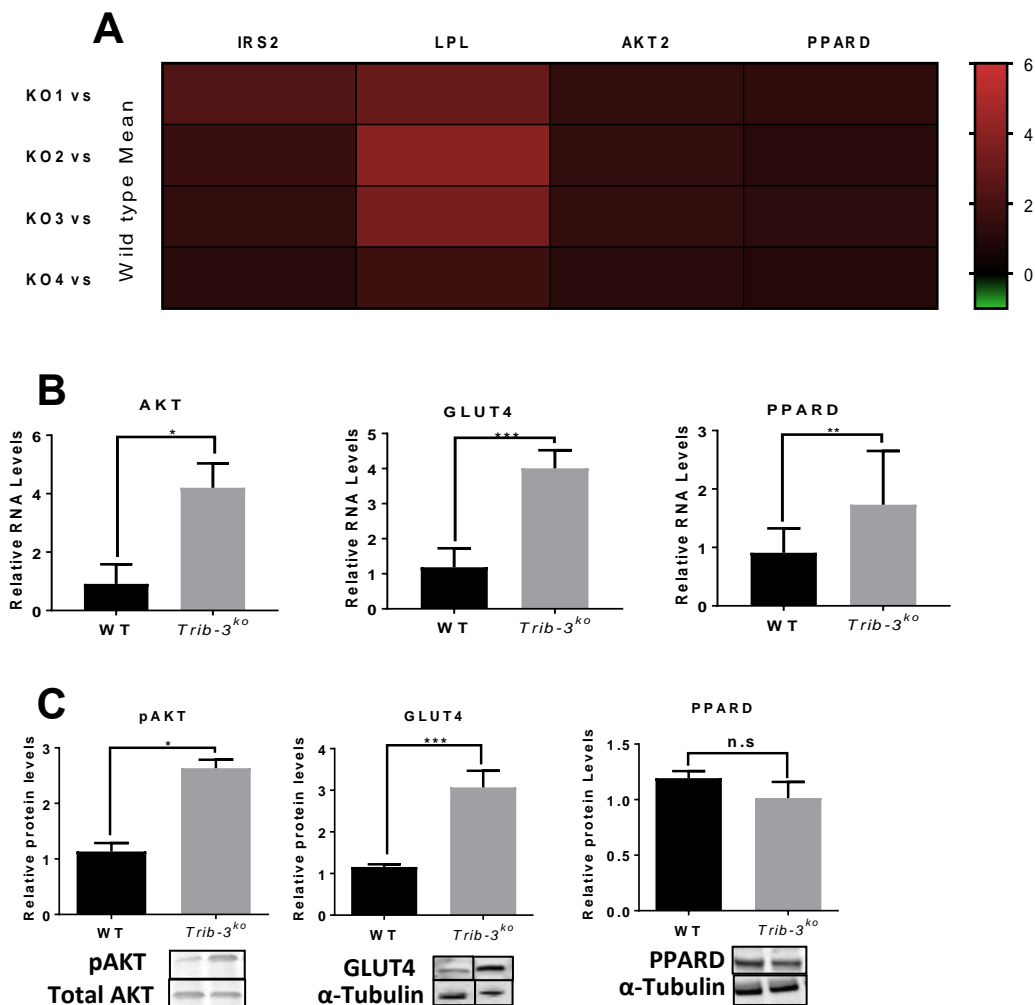 A
IRS2 LPL AKT2 PPARD
KO1 vs
KO2 vs
KO3 vs
KO4 vs
Wild type Mean
6
4
2
0
B
AKT
Relative RNA Levels
6
4
2
0
*
WT Trib-3ko
GLUT4
Relative RNA Levels
5
4
3
2
1
0
***
WT Trib-3ko
PPARD
Relative RNA Levels
3
2
1
0
**
WT Trib-3ko
C
pAKT
Relative protein levels
3
2
1
0
*
WT Trib-3ko
pAKT
Total AKT
GLUT4
Relative protein levels
4
3
2
1
0
***
WT Trib-3ko
GLUT4
α-Tubulin
PPARD
Relative protein Levels
1.5
1.0
0.5
0.0
n.s
WT Trib-3ko
PPARD
α-Tubulin